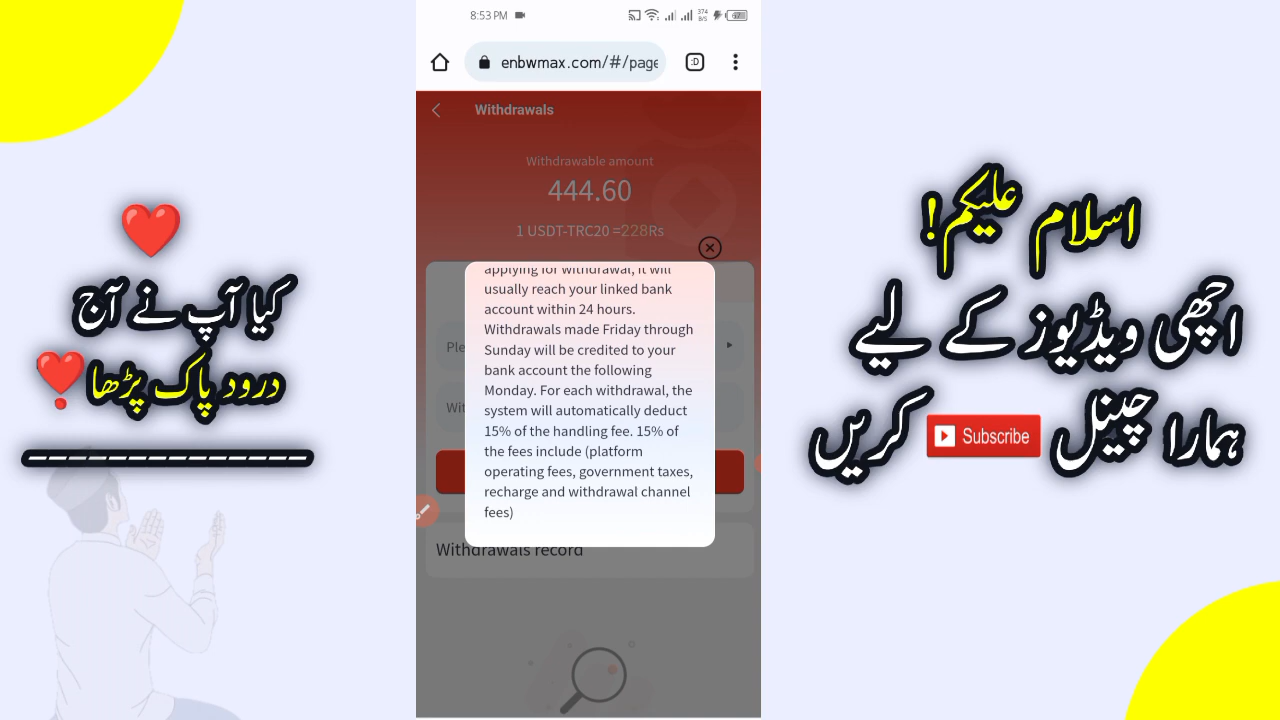 8:53 PM
374 B/S
67
enbwmax.com/#/page
:D
Withdrawals
Withdrawable amount
444.60
1 USDT-TRC20 =228Rs
applying for withdrawal, it will
usually reach your linked bank
account within 24 hours.
Withdrawals made Friday through
Sunday will be credited to your
bank account the following
Monday. For each withdrawal, the
system will automatically deduct
15% of the handling fee. 15% of
the fees include (platform
operating fees, government taxes,
recharge and withdrawal channel
fees)
Ple
Wit
Withdrawals record
کیا آپ نے آج
درود پاک پڑھا
اسلام علیکم!
اچھی ویڈیوز کے لیے
ہمارا چینل Subscribe کریں